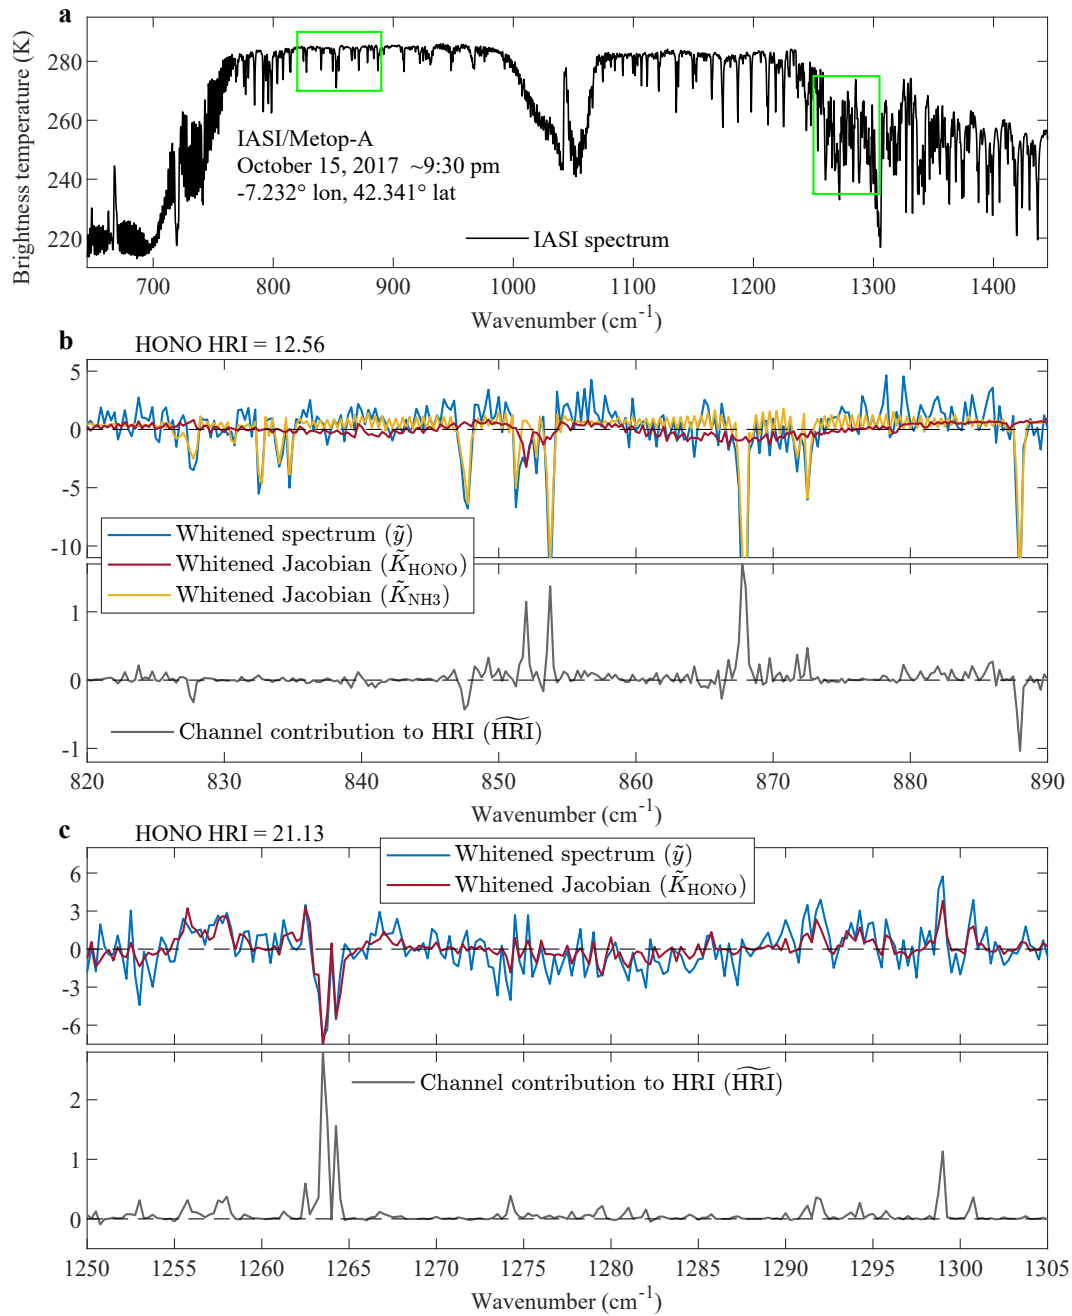 a
Brightness temperature (K)
280
260
240
220
IASI/Metop-A
October 15, 2017 ~9:30 pm
-7.232° lon, 42.341° lat
IASI spectrum
700 800 900 1000 1100 1200 1300 1400
Wavenumber (cm⁻¹)
b
HONO HRI = 12.56
5
0
-5
-10
Whitened spectrum (ỹ)
Whitened Jacobian (K̃_HONO)
Whitened Jacobian (K̃_NH3)
1
0
-1
Channel contribution to HRI (H͠RI)
820 830 840 850 860 870 880 890
Wavenumber (cm⁻¹)
c
HONO HRI = 21.13
6
3
0
-3
-6
Whitened spectrum (ỹ)
Whitened Jacobian (K̃_HONO)
2
1
0
Channel contribution to HRI (H͠RI)
1250 1255 1260 1265 1270 1275 1280 1285 1290 1295 1300 1305
Wavenumber (cm⁻¹)